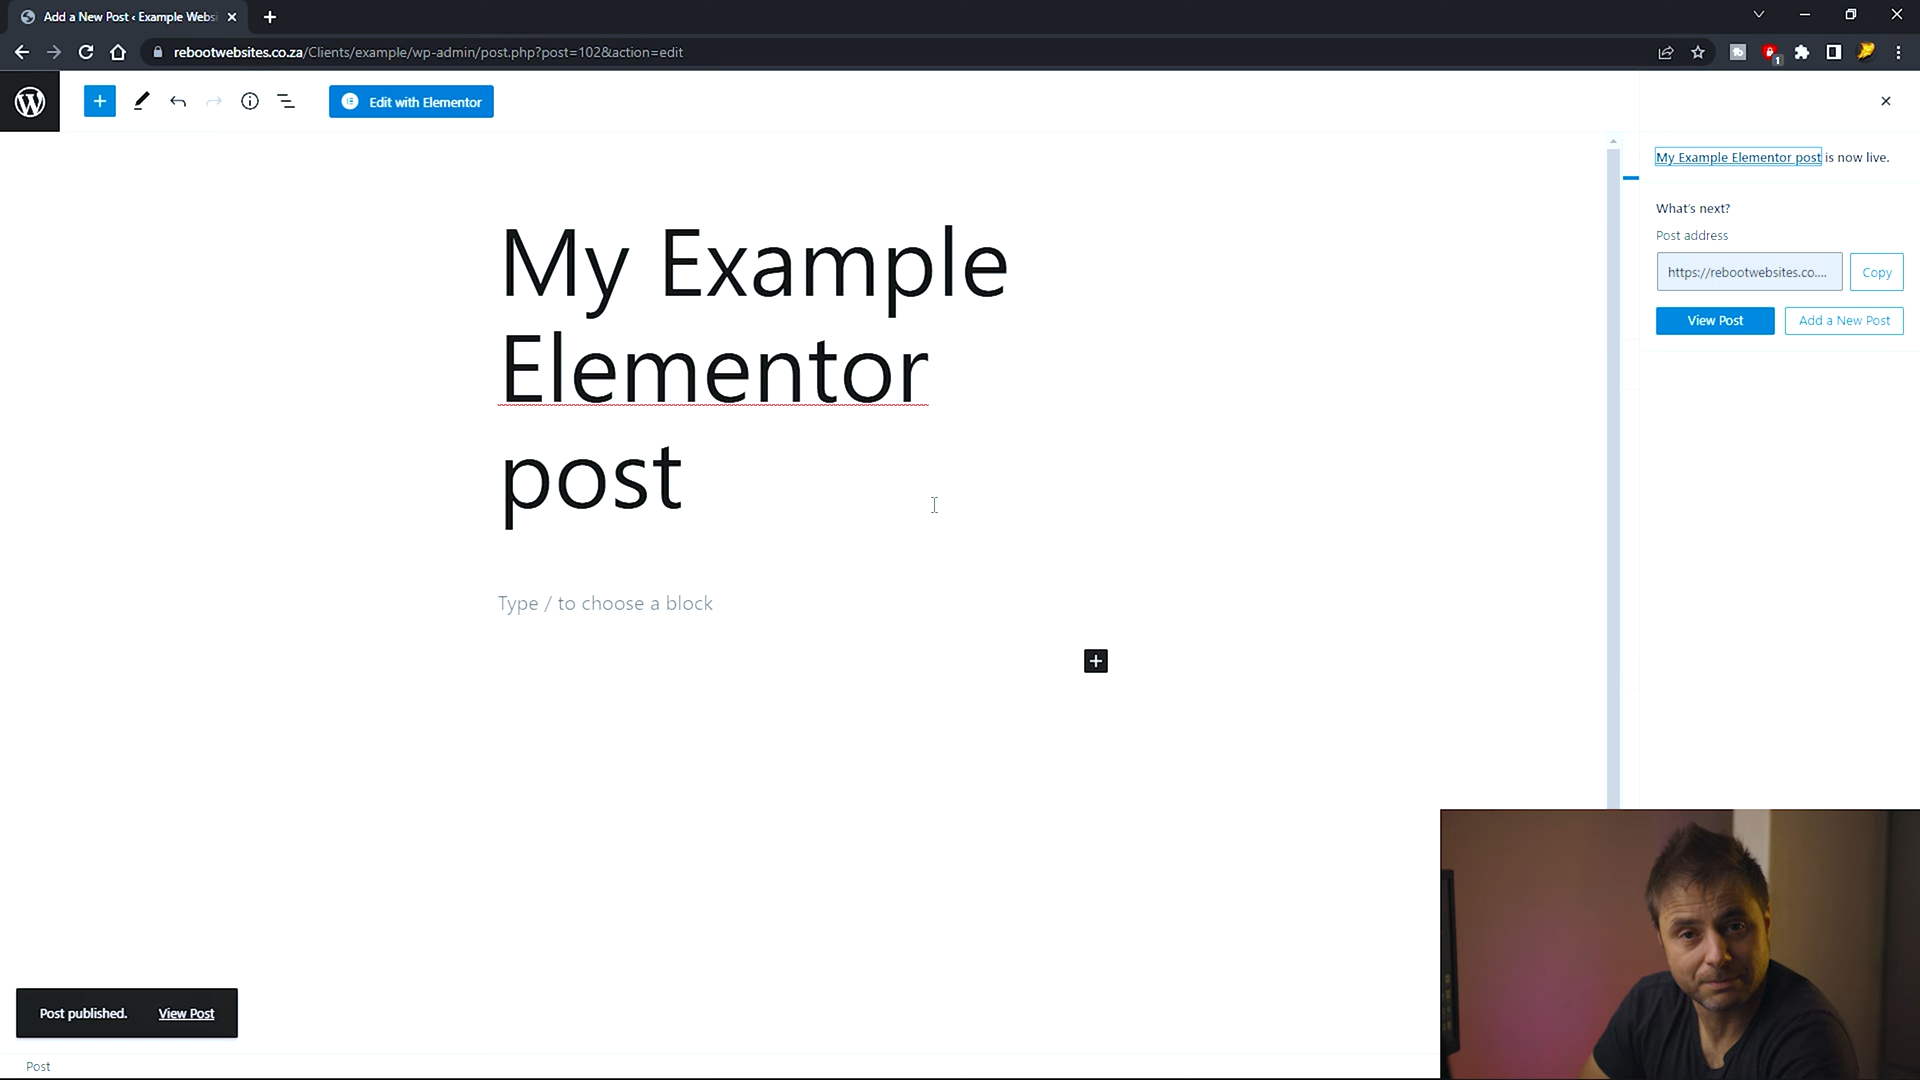 Add a New Post ‹ Example Websi
rebootwebsites.co.za/Clients/example/wp-admin/post.php?post=102&action=edit
1
Edit with Elementor
My Example Elementor post is now live.
What's next?
Post address
https://rebootwebsites.co....
Copy
View Post
Add a New Post
My Example
Elementor
post
Type / to choose a block
Post published.
View Post
Post